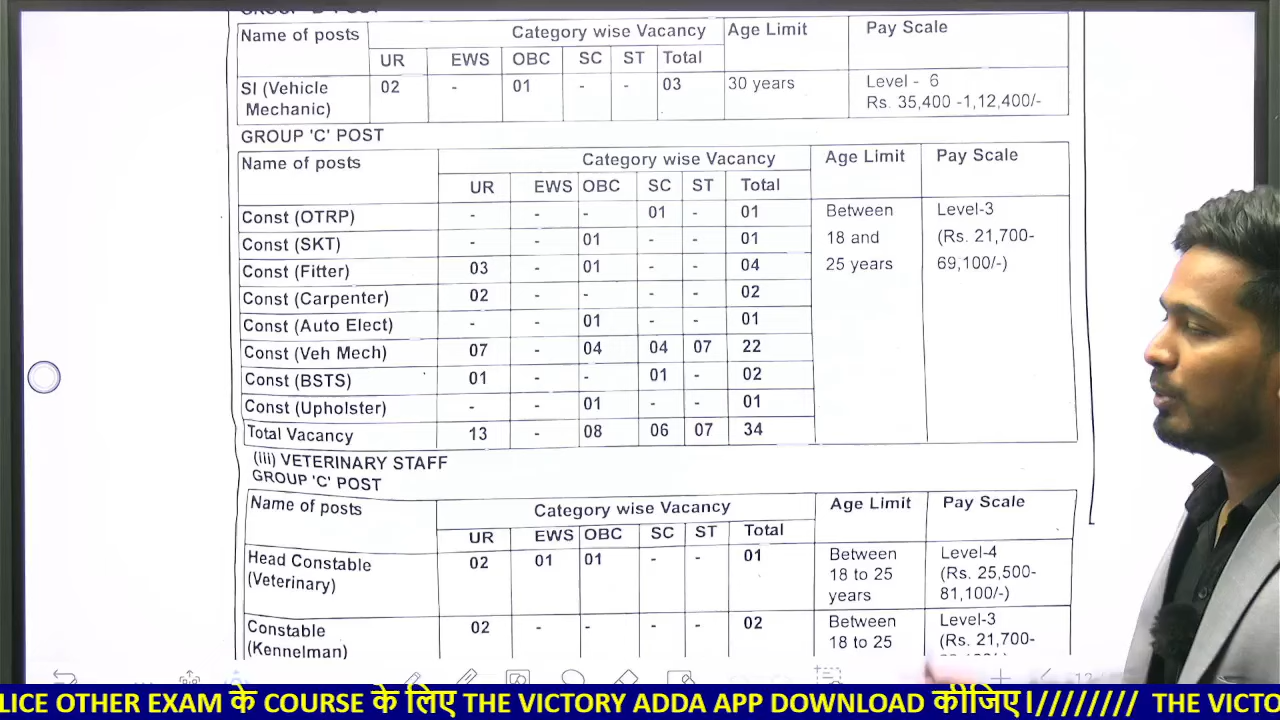 GROUP 'B' POST
Name of posts Category wise Vacancy Age Limit Pay Scale
UR EWS OBC SC ST Total
SI (Vehicle Mechanic) 02 - 01 - - 03 30 years Level - 6 Rs. 35,400 -1,12,400/-
GROUP 'C' POST
Name of posts Category wise Vacancy Age Limit Pay Scale
UR EWS OBC SC ST Total
Const (OTRP) - - - 01 - 01 Between Level-3
Const (SKT) - - 01 - - 01 18 and (Rs. 21,700-
Const (Fitter) 03 - 01 - - 04 25 years 69,100/-)
Const (Carpenter) 02 - - - - 02
Const (Auto Elect) - - 01 - - 01
Const (Veh Mech) 07 - 04 04 07 22
Const (BSTS) 01 - - 01 - 02
Const (Upholster) - - 01 - - 01
Total Vacancy 13 - 08 06 07 34
(iii) VETERINARY STAFF
GROUP 'C' POST
Name of posts Category wise Vacancy Age Limit Pay Scale
UR EWS OBC SC ST Total
Head Constable 02 01 01 - - 01 Between Level-4
(Veterinary) 18 to 25 (Rs. 25,500-
years 81,100/-)
Constable 02 - - - - 02 Between Level-3
(Kennelman) 18 to 25 (Rs. 21,700-
12
LICE OTHER EXAM के COURSE के लिए THE VICTORY ADDA APP DOWNLOAD कीजिए।//////// THE VICTO